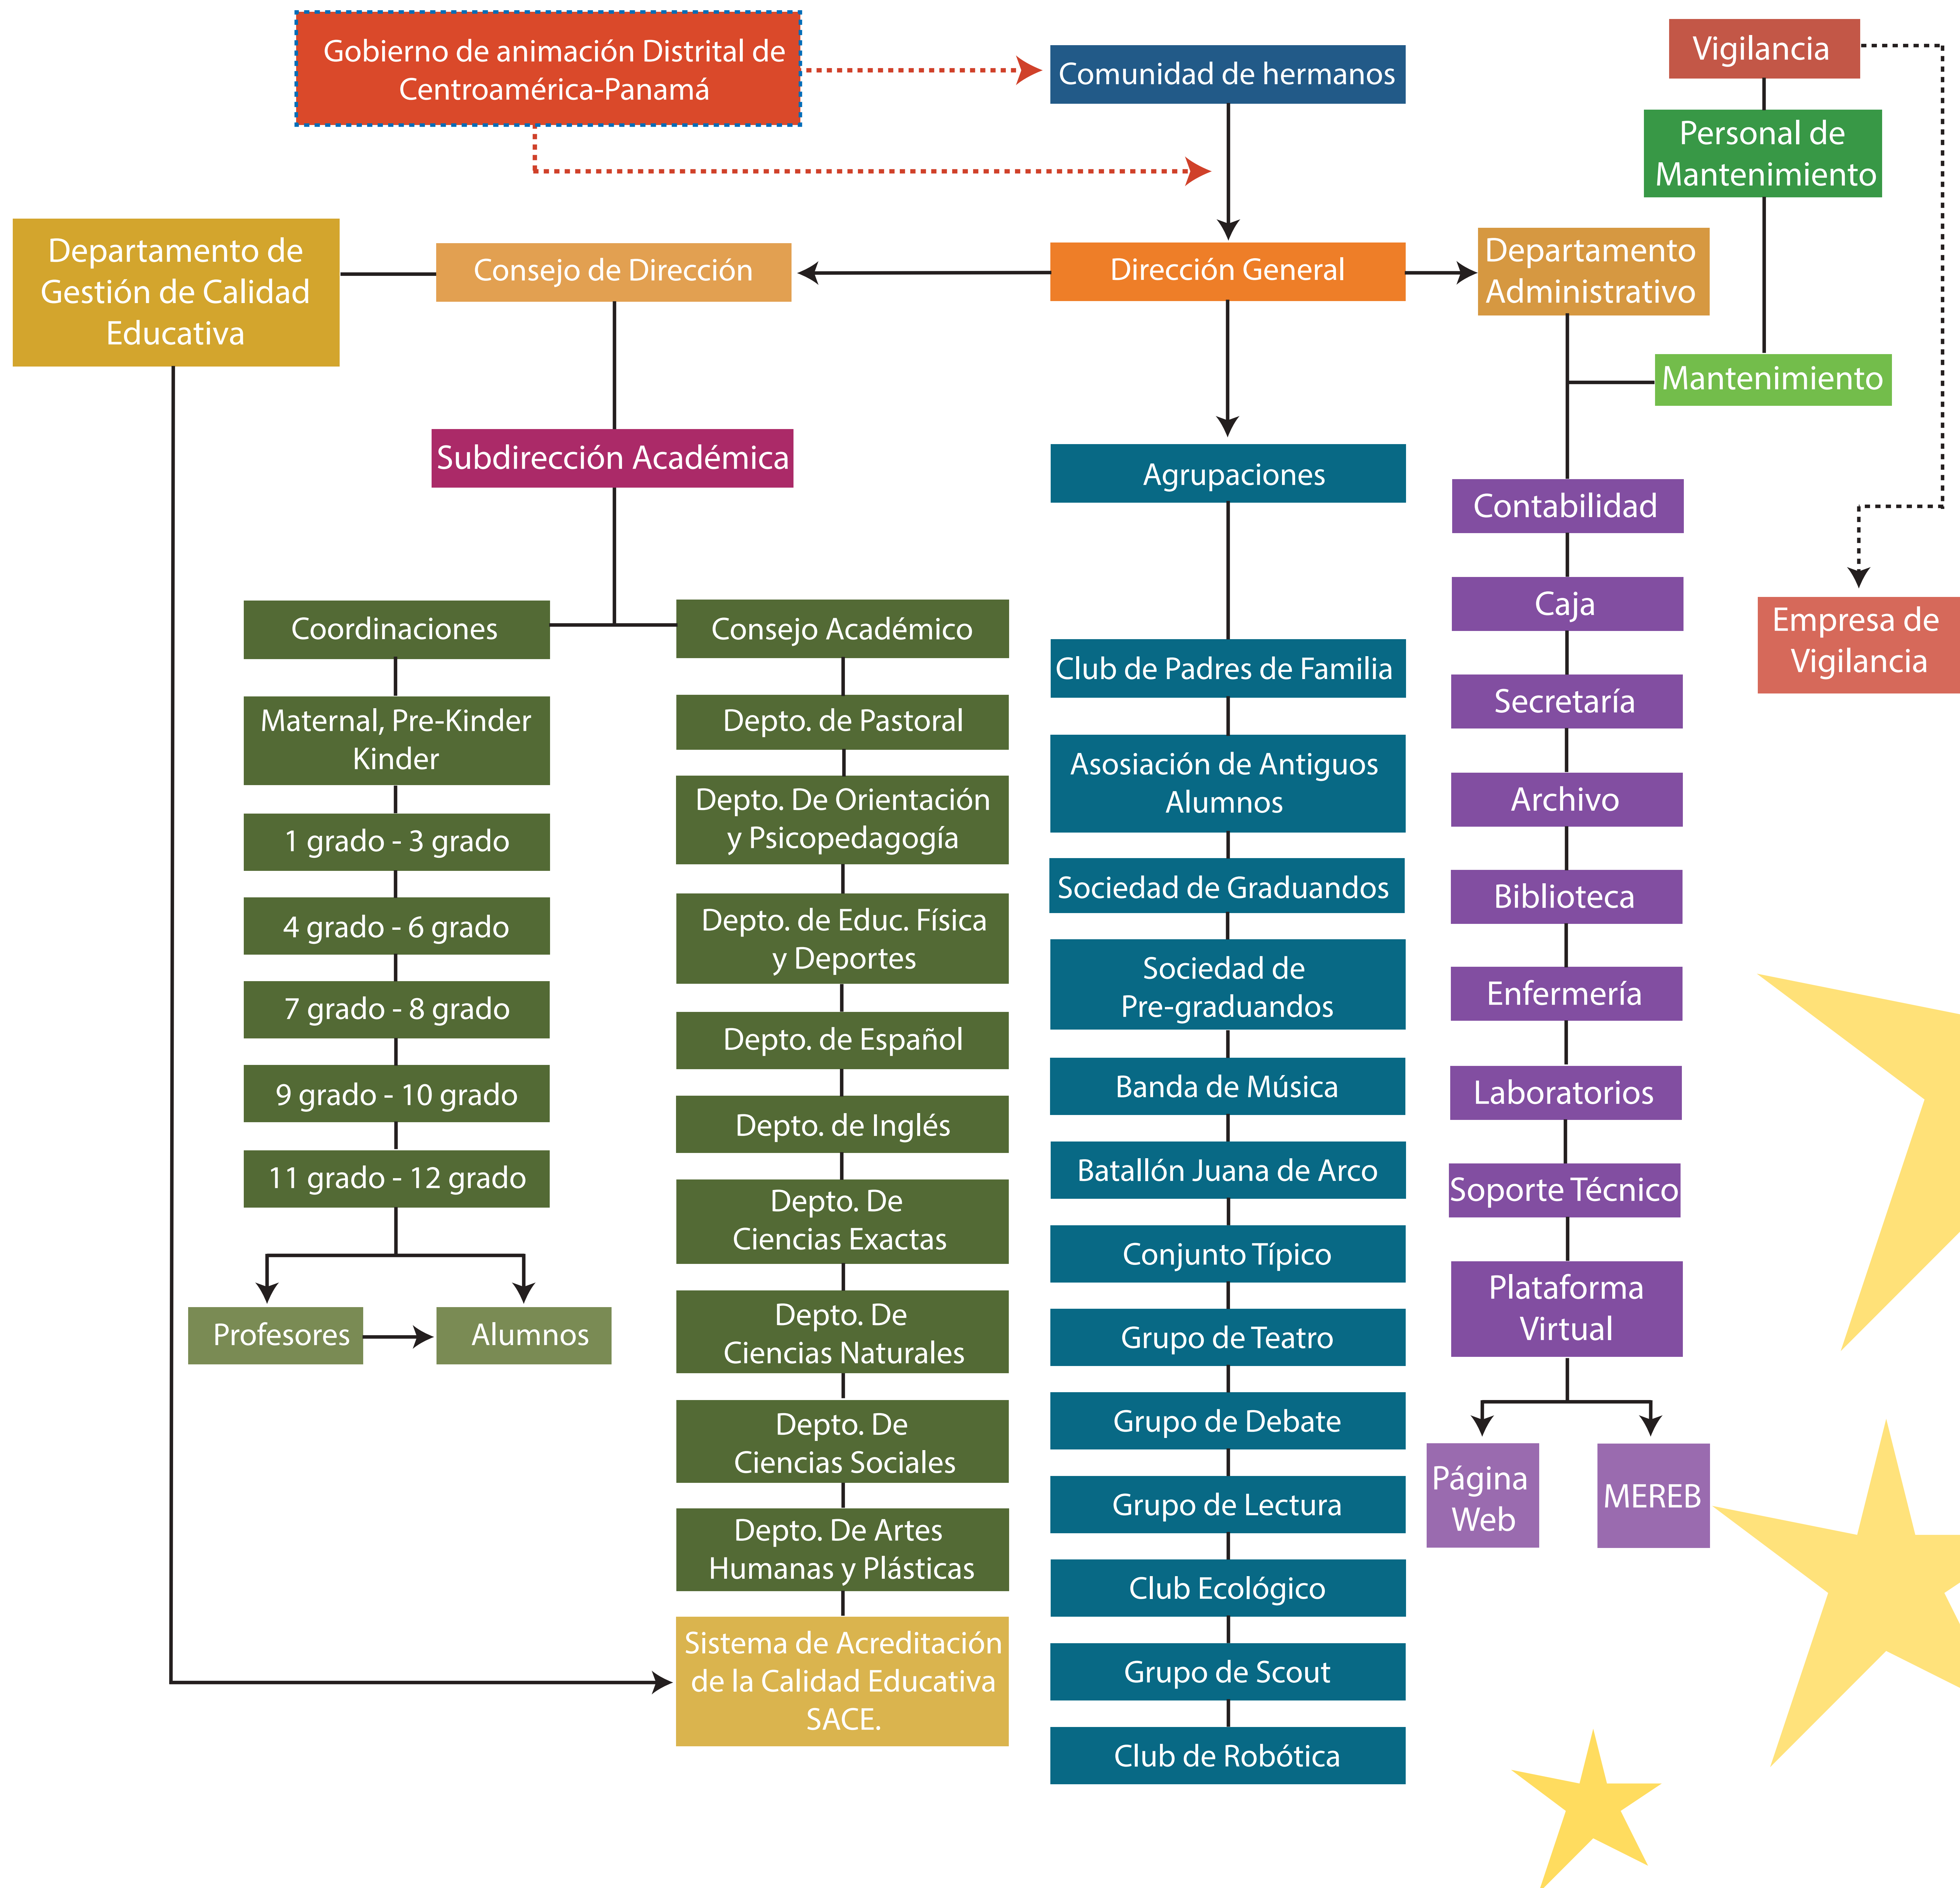 Gobierno de animación Distrital de
Centroamérica-Panamá
Comunidad de hermanos
Vigilancia
Personal de
Mantenimiento
Departamento de
Gestión de Calidad
Educativa
Consejo de Dirección
Dirección General
Departamento
Administrativo
Mantenimiento
Subdirección Académica
Agrupaciones
Contabilidad
Caja
Secretaría
Archivo
Biblioteca
Enfermería
Laboratorios
Soporte Técnico
Plataforma
Virtual
Página
Web
MEREB
Empresa de
Vigilancia
Coordinaciones
Maternal, Pre-Kinder
Kinder
1 grado - 3 grado
4 grado - 6 grado
7 grado - 8 grado
9 grado - 10 grado
11 grado - 12 grado
Profesores
Alumnos
Consejo Académico
Depto. de Pastoral
Depto. De Orientación
y Psicopedagogía
Depto. de Educ. Física
y Deportes
Depto. de Español
Depto. de Inglés
Depto. De
Ciencias Exactas
Depto. De
Ciencias Naturales
Depto. De
Ciencias Sociales
Depto. De Artes
Humanas y Plásticas
Sistema de Acreditación
de la Calidad Educativa
SACE.
Club de Padres de Familia
Asosiación de Antiguos
Alumnos
Sociedad de Graduandos
Sociedad de
Pre-graduandos
Banda de Música
Batallón Juana de Arco
Conjunto Típico
Grupo de Teatro
Grupo de Debate
Grupo de Lectura
Club Ecológico
Grupo de Scout
Club de Robótica